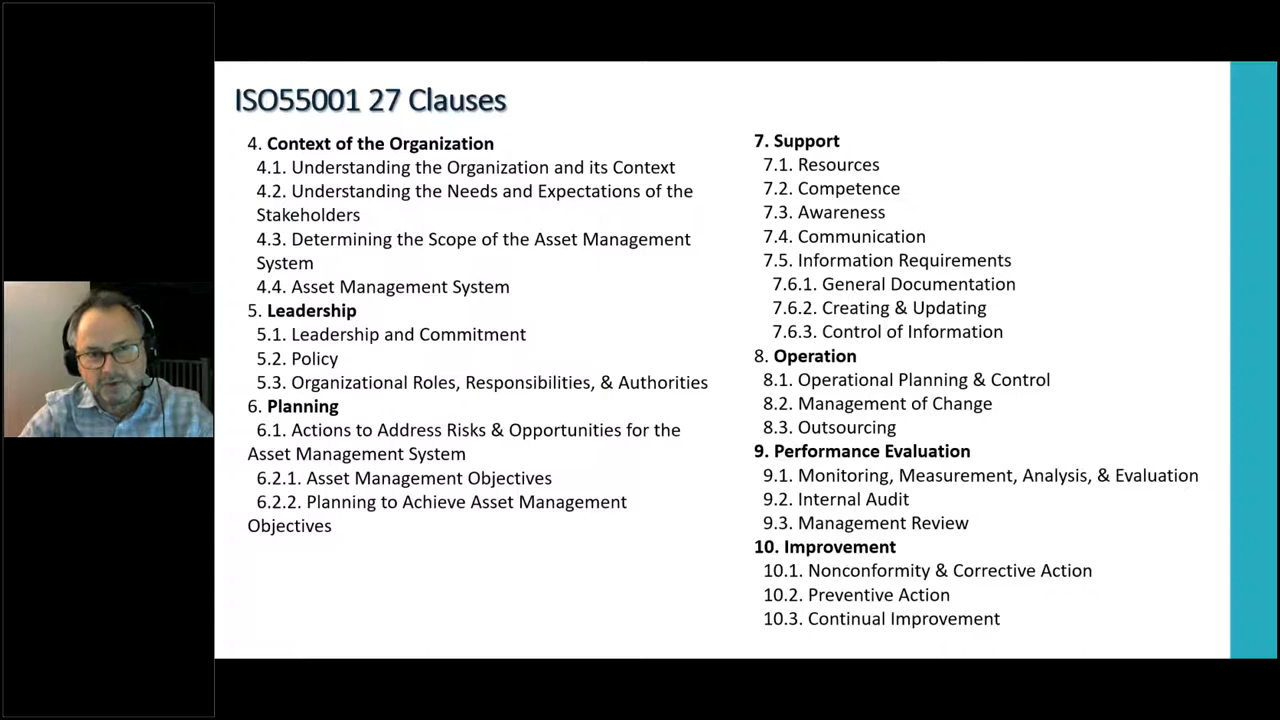 ISO55001 27 Clauses
4. Context of the Organization
4.1. Understanding the Organization and its Context
4.2. Understanding the Needs and Expectations of the
Stakeholders
4.3. Determining the Scope of the Asset Management
System
4.4. Asset Management System
5. Leadership
5.1. Leadership and Commitment
5.2. Policy
5.3. Organizational Roles, Responsibilities, & Authorities
6. Planning
6.1. Actions to Address Risks & Opportunities for the
Asset Management System
6.2.1. Asset Management Objectives
6.2.2. Planning to Achieve Asset Management
Objectives
7. Support
7.1. Resources
7.2. Competence
7.3. Awareness
7.4. Communication
7.5. Information Requirements
7.6.1. General Documentation
7.6.2. Creating & Updating
7.6.3. Control of Information
8. Operation
8.1. Operational Planning & Control
8.2. Management of Change
8.3. Outsourcing
9. Performance Evaluation
9.1. Monitoring, Measurement, Analysis, & Evaluation
9.2. Internal Audit
9.3. Management Review
10. Improvement
10.1. Nonconformity & Corrective Action
10.2. Preventive Action
10.3. Continual Improvement